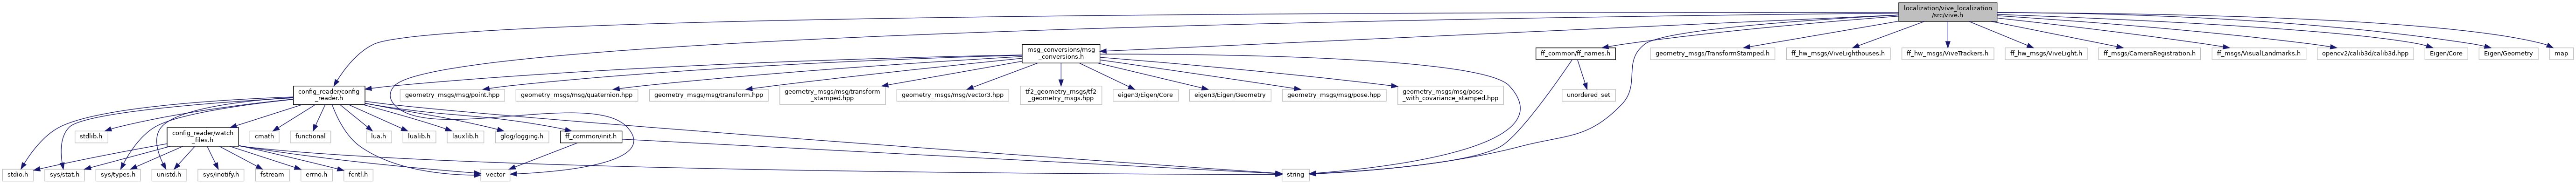 localization/vive_localization
/src/vive.h
msg_conversions/msg
_conversions.h
ff_common/ff_names.h
geometry_msgs/TransformStamped.h
ff_hw_msgs/ViveLighthouses.h
ff_hw_msgs/ViveTrackers.h
ff_hw_msgs/ViveLight.h
ff_msgs/CameraRegistration.h
ff_msgs/VisualLandmarks.h
opencv2/calib3d/calib3d.hpp
Eigen/Core
Eigen/Geometry
map
config_reader/config
_reader.h
geometry_msgs/msg/point.hpp
geometry_msgs/msg/quaternion.hpp
geometry_msgs/msg/transform.hpp
geometry_msgs/msg/transform
_stamped.hpp
geometry_msgs/msg/vector3.hpp
tf2_geometry_msgs/tf2
_geometry_msgs.hpp
eigen3/Eigen/Core
eigen3/Eigen/Geometry
geometry_msgs/msg/pose.hpp
geometry_msgs/msg/pose
_with_covariance_stamped.hpp
unordered_set
stdlib.h
config_reader/watch
_files.h
cmath
functional
lua.h
lualib.h
lauxlib.h
glog/logging.h
ff_common/init.h
stdio.h
sys/stat.h
sys/types.h
unistd.h
sys/inotify.h
fstream
errno.h
fcntl.h
vector
string